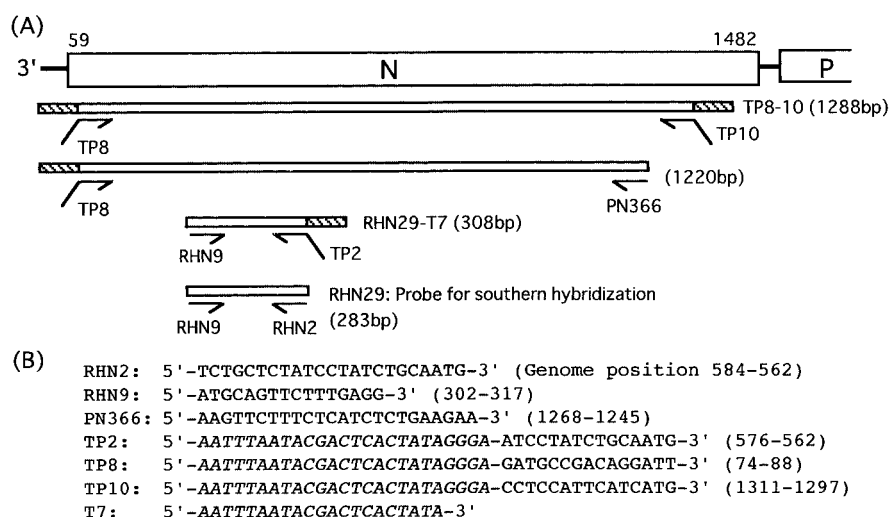 (A)
59 1482
3' N P
TP8-10 (1288bp)
TP8 TP10
(1220bp)
TP8 PN366
RHN29-T7 (308bp)
RHN9 TP2
RHN29: Probe for southern hybridization
(283bp)
RHN9 RHN2
(B)
RHN2: 5'-TCTGCTCTATCCTATCTGCAATG-3' (Genome position 584-562)
RHN9: 5'-ATGCAGTTCTTTGAGG-3' (302-317)
PN366: 5'-AAGTTCTTTCTCATCTCTGAAGAA-3' (1268-1245)
TP2: 5'-AATTTAATACGACTCACTATAGGGA-ATCCTATCTGCAATG-3' (576-562)
TP8: 5'-AATTTAATACGACTCACTATAGGGA-GATGCCGACAGGATT-3' (74-88)
TP10: 5'-AATTTAATACGACTCACTATAGGGA-CCTCCATTCATCATG-3' (1311-1297)
T7: 5'-AATTTAATACGACTCACTATA-3'